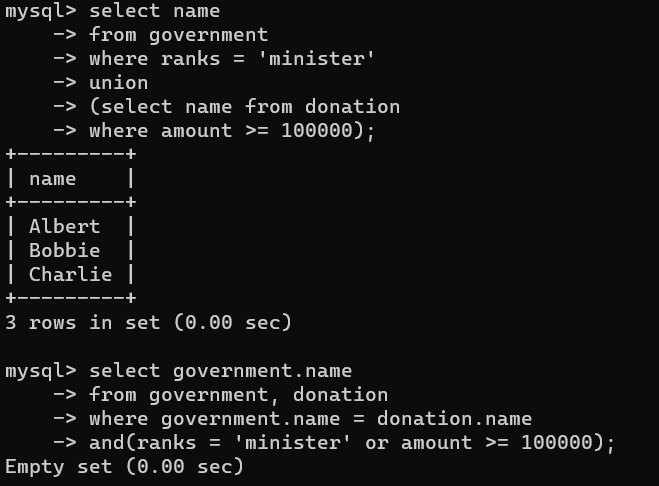 mysql> select name
    -> from government
    -> where ranks = 'minister'
    -> union
    -> (select name from donation
    -> where amount >= 100000);
+---------+
| name    |
+---------+
| Albert  |
| Bobbie  |
| Charlie |
+---------+
3 rows in set (0.00 sec)

mysql> select government.name
    -> from government, donation
    -> where government.name = donation.name
    -> and(ranks = 'minister' or amount >= 100000);
Empty set (0.00 sec)